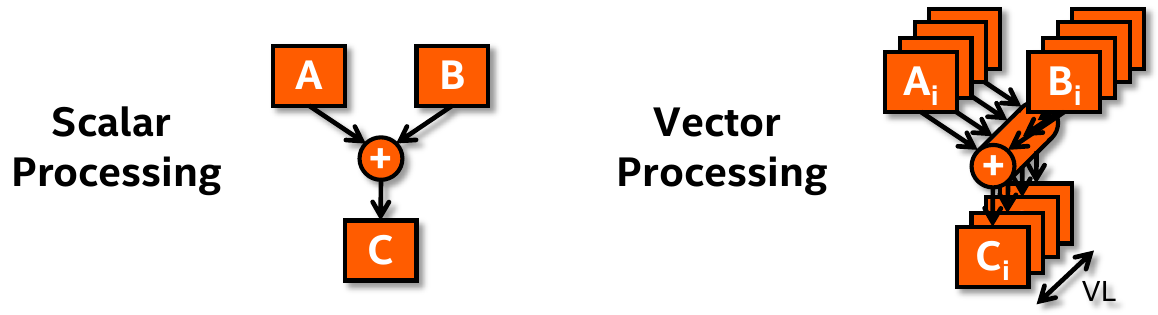 Scalar
Processing
A
B
+
C
Vector
Processing
Ai
Bi
+
Ci
VL